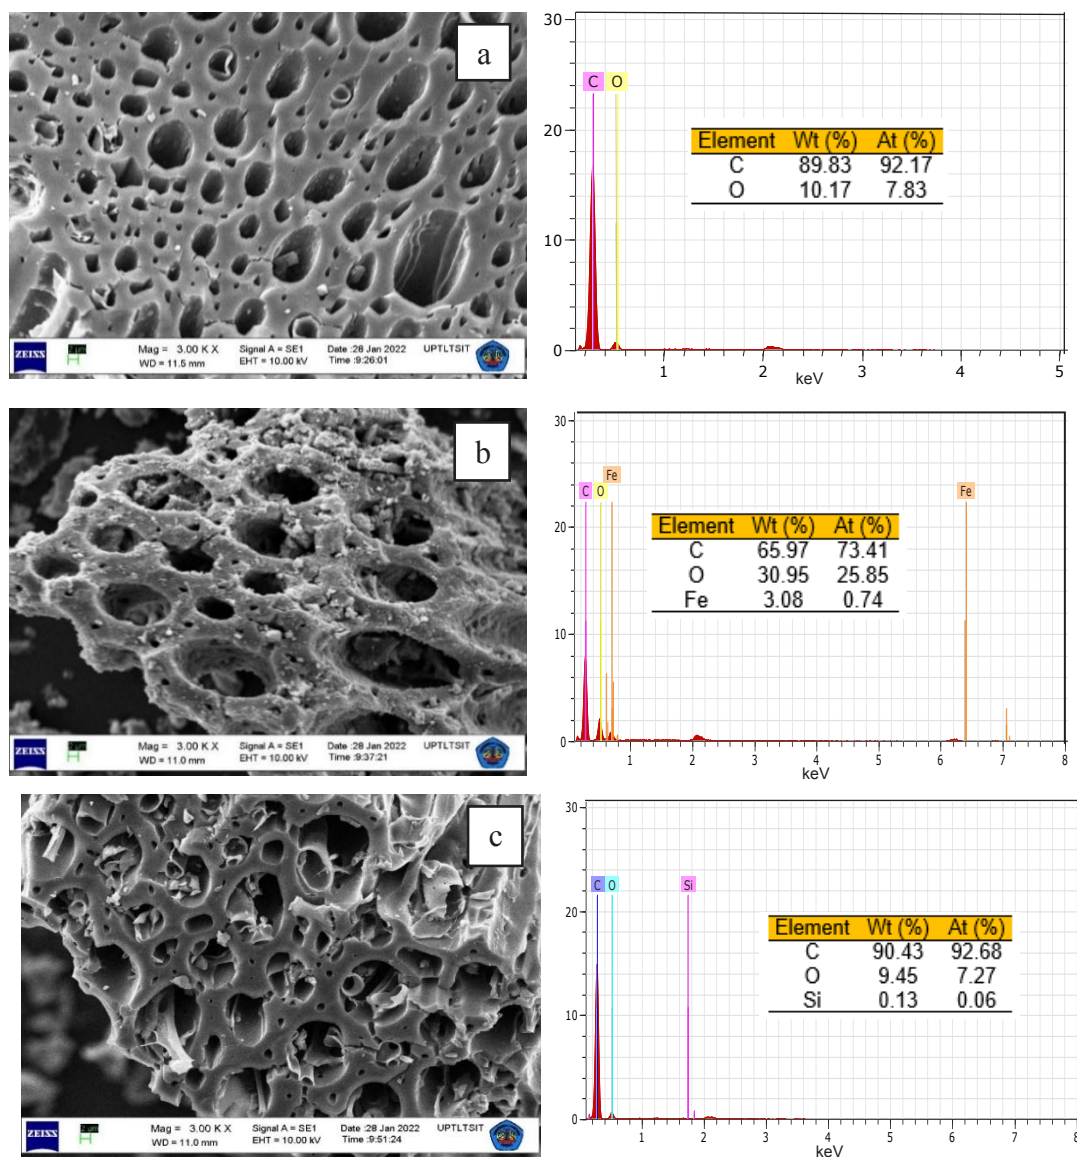 a
ZEISS
2 µm
Mag = 3.00 K X Signal A = SE1 Date :28 Jan 2022 UPTLTSIT
WD = 11.5 mm EHT = 10.00 kV Time :9:26:01
30
20
10
0
C O
Element Wt (%) At (%)
C 89.83 92.17
O 10.17 7.83
1 2 3 4 5
keV
b
ZEISS
2 µm
Mag = 3.00 K X Signal A = SE1 Date :28 Jan 2022 UPTLTSIT
WD = 11.0 mm EHT = 10.00 kV Time :9:37:21
30
20
10
0
C O Fe Fe
Element Wt (%) At (%)
C 65.97 73.41
O 30.95 25.85
Fe 3.08 0.74
1 2 3 4 5 6 7 8
keV
c
ZEISS
2 µm
Mag = 3.00 K X Signal A = SE1 Date :28 Jan 2022 UPTLTSIT
WD = 11.0 mm EHT = 10.00 kV Time :9:51:24
30
20
10
0
C O Si
Element Wt (%) At (%)
C 90.43 92.68
O 9.45 7.27
Si 0.13 0.06
1 2 3 4 5 6 7 8
keV